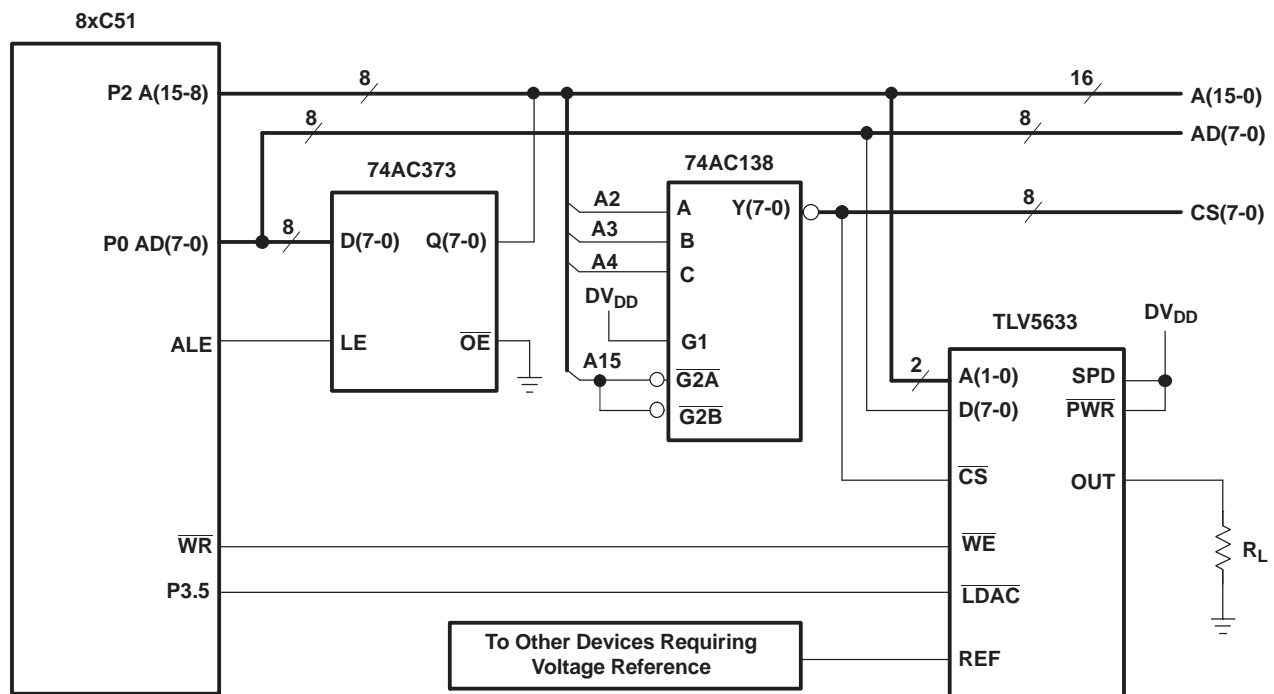 8xC51
P2 A(15-8)
8
16
A(15-0)
8
8
AD(7-0)
74AC373
74AC138
P0 AD(7-0)
8
D(7-0)
Q(7-0)
A2
A
Y(7-0)
8
CS(7-0)
A3
B
A4
C
DVDD
ALE
LE
OE
G1
A15
G2A
G2B
TLV5633
DVDD
2
A(1-0)
SPD
D(7-0)
PWR
CS
OUT
WR
WE
RL
P3.5
LDAC
To Other Devices Requiring
Voltage Reference
REF